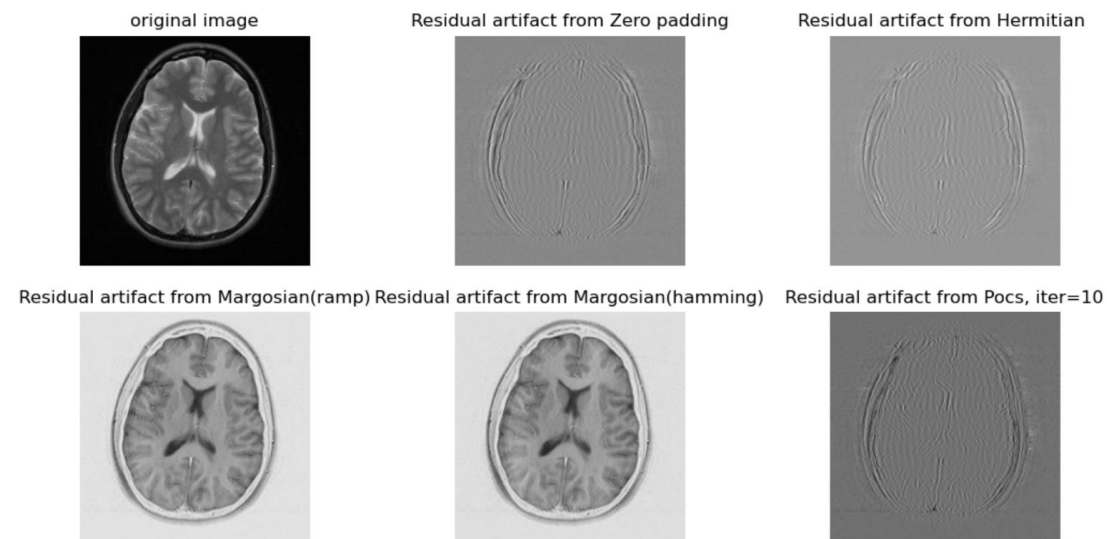 original image
Residual artifact from Zero padding
Residual artifact from Hermitian
Residual artifact from Margosian(ramp)
Residual artifact from Margosian(hamming)
Residual artifact from Pocs, iter=10